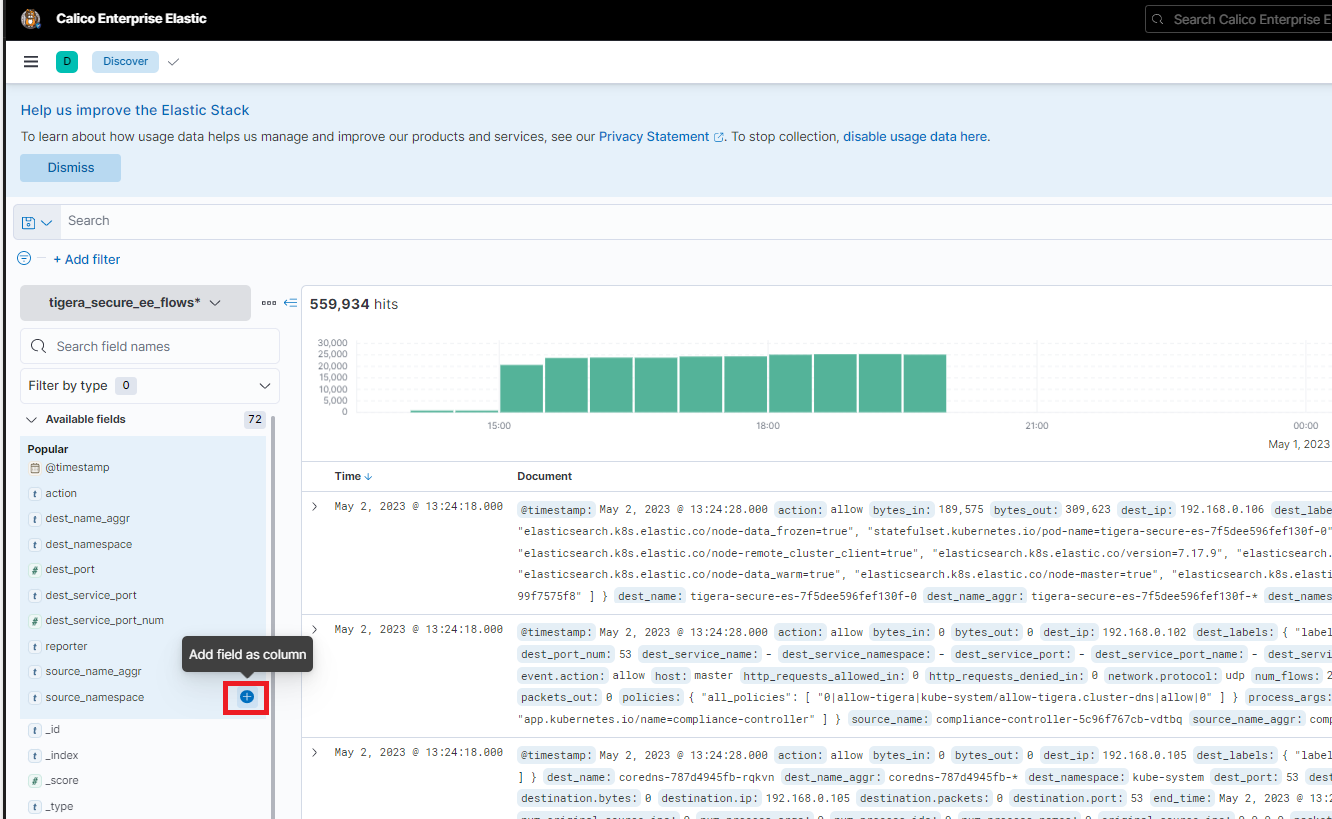 Calico Enterprise Elastic
Search Calico Enterprise E
D
Discover
Help us improve the Elastic Stack
To learn about how usage data helps us manage and improve our products and services, see our Privacy Statement. To stop collection, disable usage data here.
Dismiss
Search
+ Add filter
tigera_secure_ee_flows*
Search field names
Filter by type 0
Available fields 72
Popular
@timestamp
t action
t dest_name_aggr
t dest_namespace
# dest_port
t dest_service_port
# dest_service_port_num
t reporter
t source_name_aggr
t source_namespace
Add field as column
t _id
t _index
# _score
t _type
559,934 hits
30,000
25,000
20,000
15,000
10,000
5,000
0
15:00 18:00 21:00 00:00
May 1, 2023
Time Document
May 2, 2023 @ 13:24:18.000 @timestamp: May 2, 2023 @ 13:24:28.000 action: allow bytes_in: 189,575 bytes_out: 309,623 dest_ip: 192.168.0.106 dest_labe
"elasticsearch.k8s.elastic.co/node-data_frozen=true", "statefulset.kubernetes.io/pod-name=tigera-secure-es-7f5dee596fef130f-0"
"elasticsearch.k8s.elastic.co/node-remote_cluster_client=true", "elasticsearch.k8s.elastic.co/version=7.17.9", "elasticsearch.
"elasticsearch.k8s.elastic.co/node-data_warm=true", "elasticsearch.k8s.elastic.co/node-master=true", "elasticsearch.k8s.elasti
99f7575f8" ] } dest_name: tigera-secure-es-7f5dee596fef130f-0 dest_name_aggr: tigera-secure-es-7f5dee596fef130f-* dest_names
May 2, 2023 @ 13:24:18.000 @timestamp: May 2, 2023 @ 13:24:28.000 action: allow bytes_in: 0 bytes_out: 0 dest_ip: 192.168.0.102 dest_labels: { "label
dest_port_num: 53 dest_service_name: - dest_service_namespace: - dest_service_port: - dest_service_port_name: - dest_servi
event.action: allow host: master http_requests_allowed_in: 0 http_requests_denied_in: 0 network.protocol: udp num_flows: 2
packets_out: 0 policies: { "all_policies": [ "0|allow-tigera|kube-system/allow-tigera.cluster-dns|allow|0" ] } process_args:
"app.kubernetes.io/name=compliance-controller" ] } source_name: compliance-controller-5c96f767cb-vdtbq source_name_aggr: comp
May 2, 2023 @ 13:24:18.000 @timestamp: May 2, 2023 @ 13:24:28.000 action: allow bytes_in: 0 bytes_out: 0 dest_ip: 192.168.0.105 dest_labels: { "label
] } dest_name: coredns-787d4945fb-rqkvn dest_name_aggr: coredns-787d4945fb-* dest_namespace: kube-system dest_port: 53 dest
destination.bytes: 0 destination.ip: 192.168.0.105 destination.packets: 0 destination.port: 53 end_time: May 2, 2023 @ 13:2